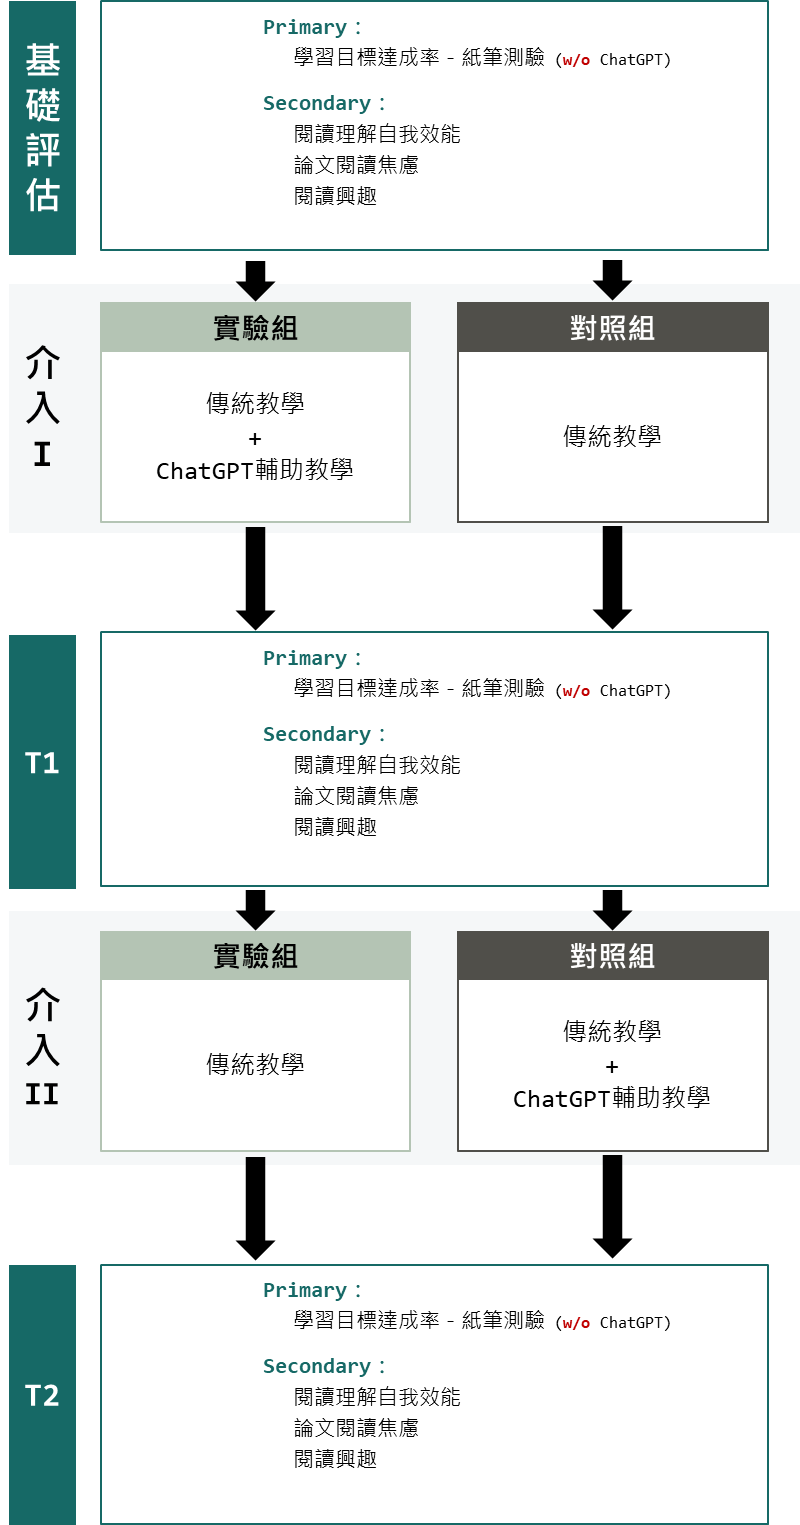 基礎評估
Primary：
學習目標達成率 - 紙筆測驗 (w/o ChatGPT)
Secondary：
閱讀理解自我效能
論文閱讀焦慮
閱讀興趣
介入I
實驗組
傳統教學
+
ChatGPT輔助教學
對照組
傳統教學
T1
Primary：
學習目標達成率 - 紙筆測驗 (w/o ChatGPT)
Secondary：
閱讀理解自我效能
論文閱讀焦慮
閱讀興趣
介入II
實驗組
傳統教學
對照組
傳統教學
+
ChatGPT輔助教學
T2
Primary：
學習目標達成率 - 紙筆測驗 (w/o ChatGPT)
Secondary：
閱讀理解自我效能
論文閱讀焦慮
閱讀興趣